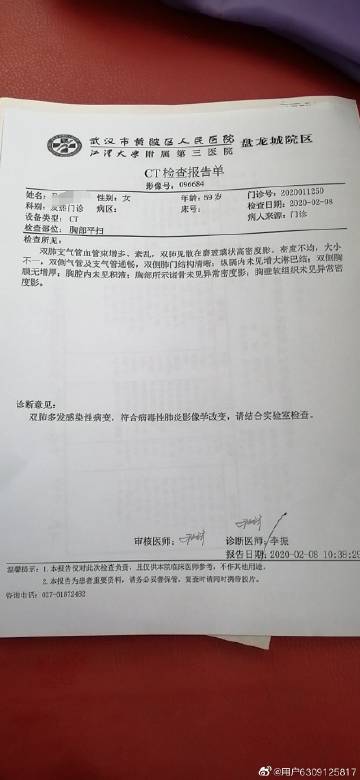 武汉市黄陂区人民医院 盘龙城院区
江汉大学附属第三医院
CT检查报告单
影像号：096684
姓名： 性别：女 年龄：59岁 门诊号：2020011250
科别：发热门诊 病区： 床号： 检查日期：2020-02-08
设备类型：CT 病人来源：门诊
检查部位：胸部平扫
检查所见：
双肺支气管血管束增多、紊乱，双肺见散在磨玻璃状高密度影，密度不均，大小
不一，双侧气管及支气管通畅，双侧肺门结构清晰；纵隔内未见增大淋巴结；双侧胸
膜无增厚；胸腔内未见积液；胸部所示诸骨未见异常密度影；胸壁软组织未见异常密
度影。
诊断意见：
双肺多发感染性病变，符合病毒性肺炎影像学改变，请结合实验室检查。
审核医师： 诊断医师：李振
报告日期：2020-02-08 10:38:29
温馨提示：1.本报告仅对此次检查负责，且仅供本院临床医师参考，不作其他用途。
2.本报告为患者重要资料，请务必妥善保管，复查时请同时携带胶片。
咨询电话：027-61872492
@用户6309125817